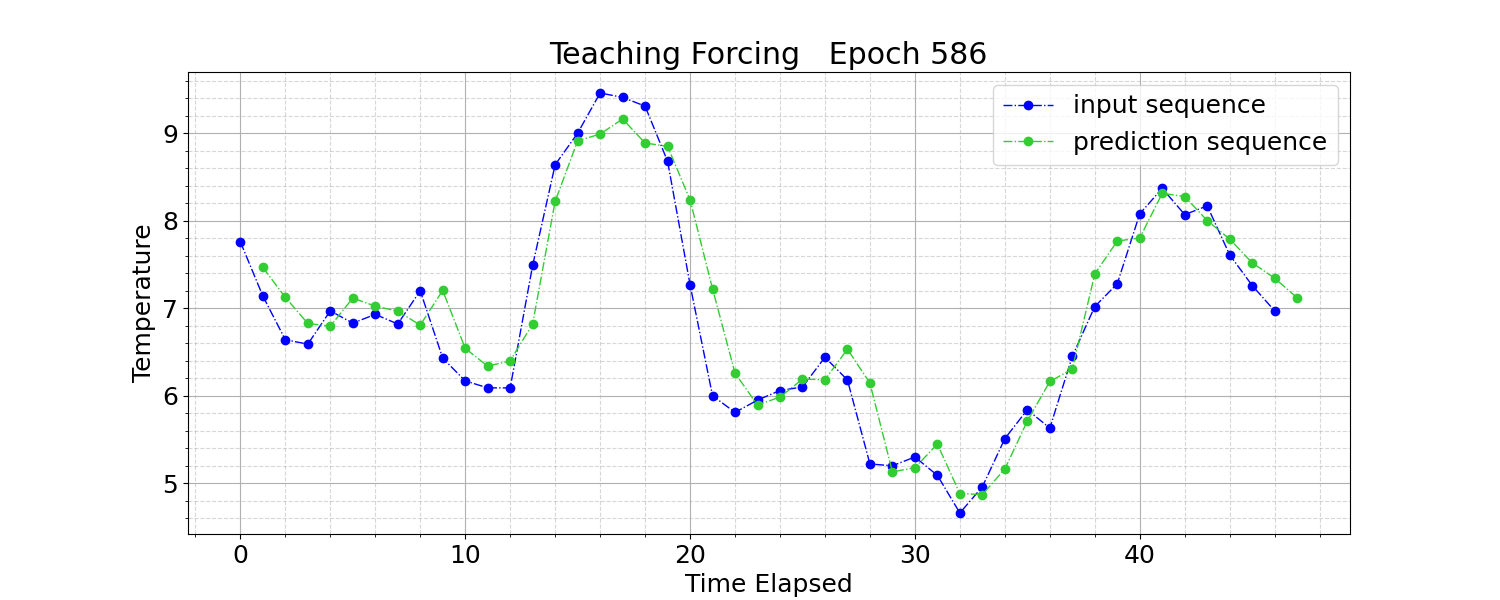 Teaching Forcing   Epoch 586
input sequence
prediction sequence
Temperature
9
8
7
6
5
0
10
20
30
40
Time Elapsed